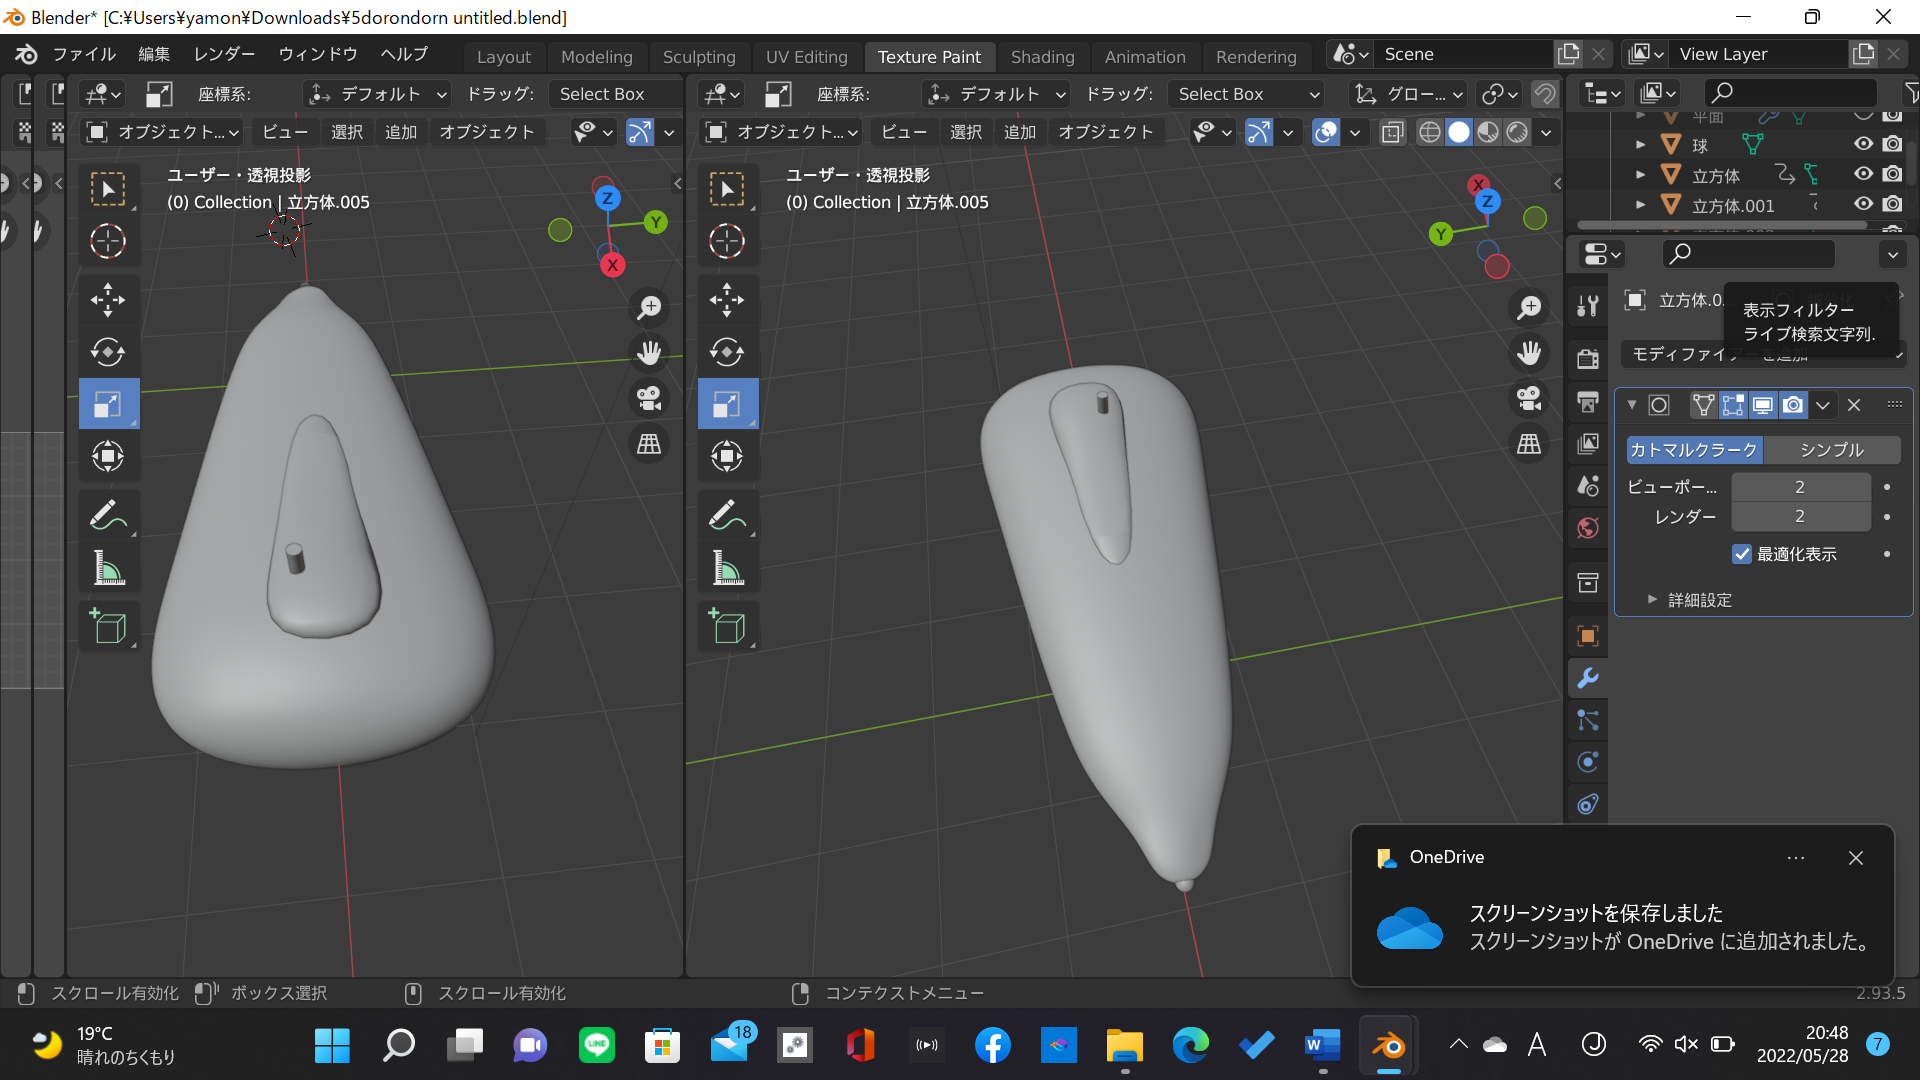 Blender* [C:¥Users¥yamon¥Downloads¥5dorondorn untitled.blend]
ファイル 編集 レンダー ウィンドウ ヘルプ Layout Modeling Sculpting UV Editing Texture Paint Shading Animation Rendering Scene View Layer
座標系: デフォルト ドラッグ: Select Box 座標系: デフォルト ドラッグ: Select Box グロー...
オブジェクト... ビュー 選択 追加 オブジェクト オブジェクト... ビュー 選択 追加 オブジェクト
ユーザー・透視投影
(0) Collection | 立方体.005
ユーザー・透視投影
(0) Collection | 立方体.005
Z
Y
X
X
Z
Y
平面
球
立方体
立方体.001
立方体.0...
表示フィルター
ライブ検索文字列.
モディファイアーを追加
カトマルクラーク シンプル
ビューポー... 2
レンダー 2
最適化表示
詳細設定
OneDrive
スクリーンショットを保存しました
スクリーンショットが OneDrive に追加されました。
スクロール有効化 ボックス選択 スクロール有効化 コンテクストメニュー 2.93.5
19°C
晴れのちくもり
18
A
20:48
2022/05/28
7